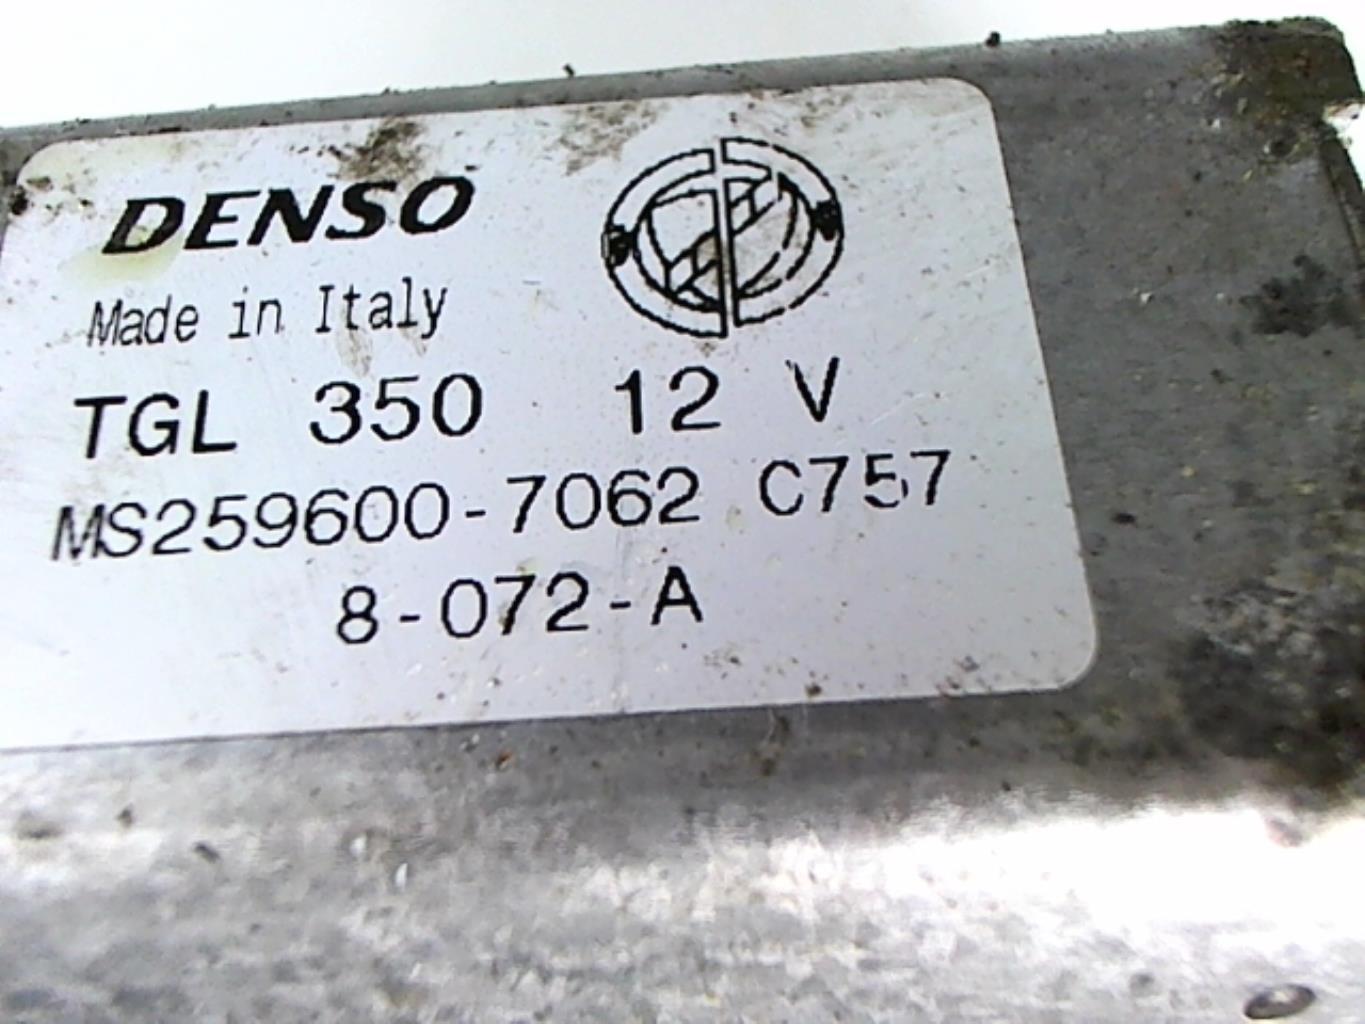 DENSO
Made in Italy
TGL 350 12 V
MS259600-7062 C757
8-072-A